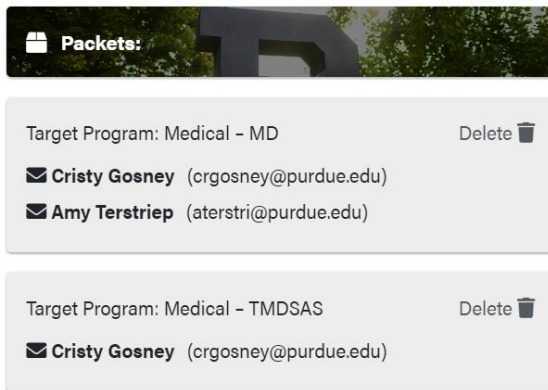 Packets:
Target Program: Medical – MD
Delete
Cristy Gosney (crgosney@purdue.edu)
Amy Terstriep (aterstri@purdue.edu)
Target Program: Medical – TMDSAS
Delete
Cristy Gosney (crgosney@purdue.edu)